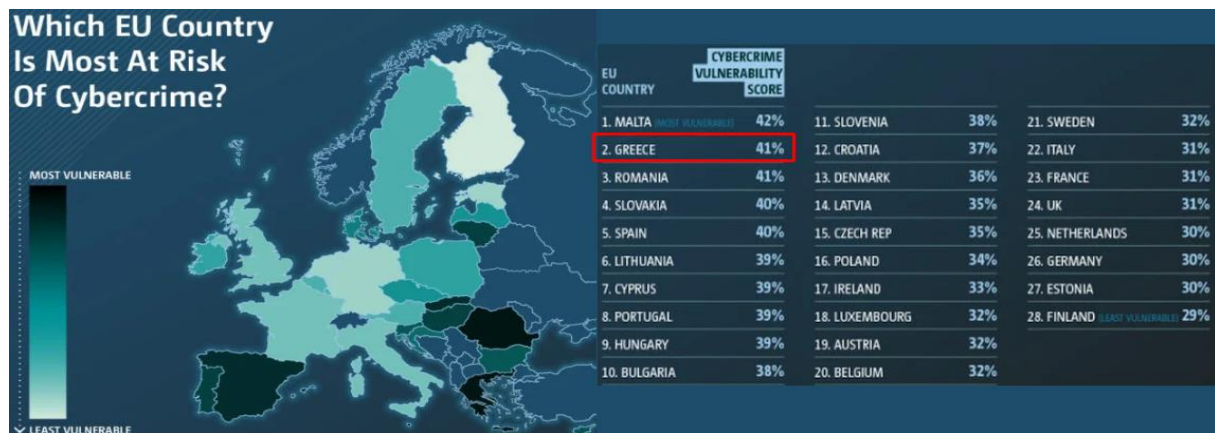 Which EU Country
Is Most At Risk
Of Cybercrime?
MOST VULNERABLE
LEAST VULNERABLE
EU
COUNTRY
CYBERCRIME
VULNERABILITY
SCORE
1. MALTA (MOST VULNERABLE) 42%
2. GREECE 41%
3. ROMANIA 41%
4. SLOVAKIA 40%
5. SPAIN 40%
6. LITHUANIA 39%
7. CYPRUS 39%
8. PORTUGAL 39%
9. HUNGARY 39%
10. BULGARIA 38%
11. SLOVENIA 38%
12. CROATIA 37%
13. DENMARK 36%
14. LATVIA 35%
15. CZECH REP 35%
16. POLAND 34%
17. IRELAND 33%
18. LUXEMBOURG 32%
19. AUSTRIA 32%
20. BELGIUM 32%
21. SWEDEN 32%
22. ITALY 31%
23. FRANCE 31%
24. UK 31%
25. NETHERLANDS 30%
26. GERMANY 30%
27. ESTONIA 30%
28. FINLAND (LEAST VULNERABLE) 29%